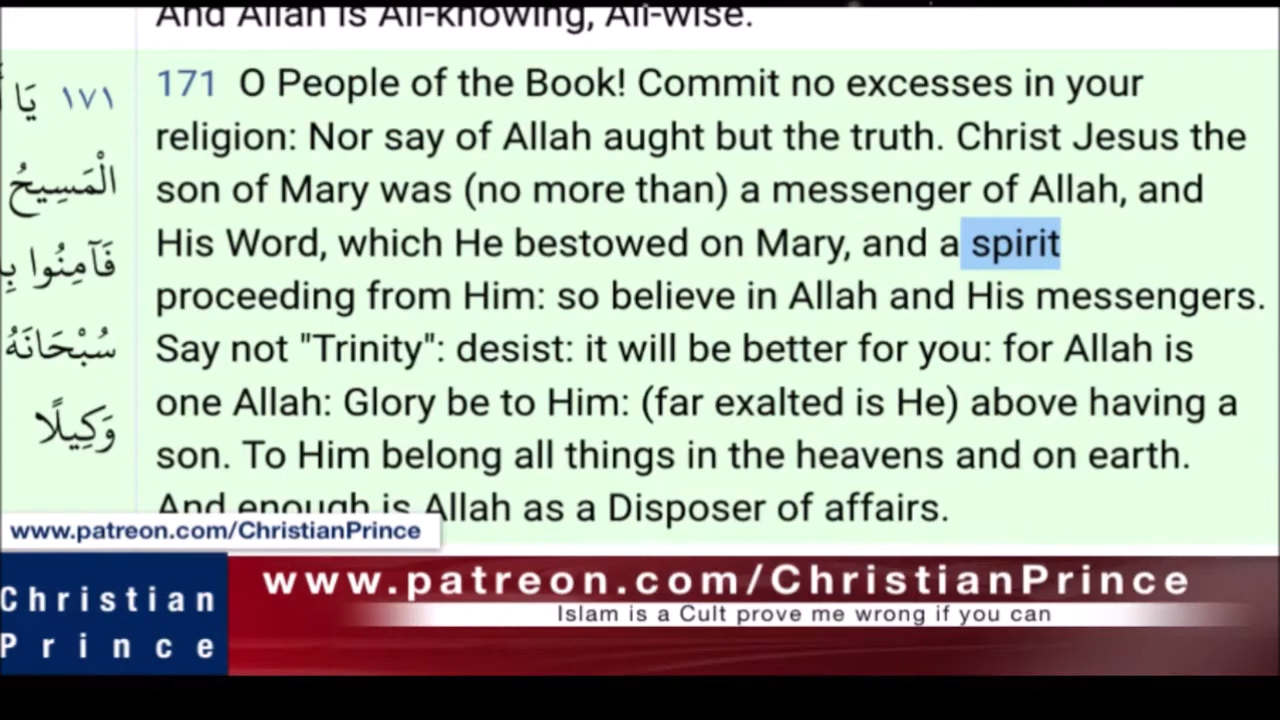 And Allah is All-knowing, All-wise.
١٧١ يَا
الْمَسِيحُ
فَآمِنُوا
سُبْحَانَهُ
وَكِيلًا
171 O People of the Book! Commit no excesses in your
religion: Nor say of Allah aught but the truth. Christ Jesus the
son of Mary was (no more than) a messenger of Allah, and
His Word, which He bestowed on Mary, and a spirit
proceeding from Him: so believe in Allah and His messengers.
Say not "Trinity": desist: it will be better for you: for Allah is
one Allah: Glory be to Him: (far exalted is He) above having a
son. To Him belong all things in the heavens and on earth.
And enough is Allah as a Disposer of affairs.
www.patreon.com/ChristianPrince
Christian
Prince
www.patreon.com/ChristianPrince
Islam is a Cult prove me wrong if you can